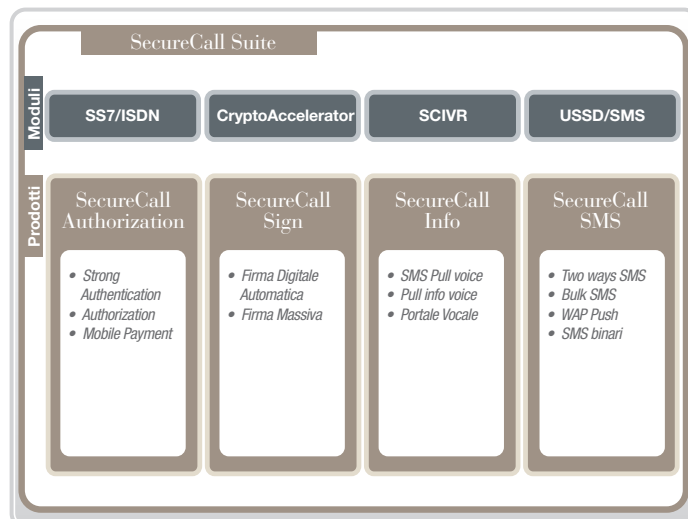 SecureCall Suite
Moduli
SS7/ISDN
CryptoAccelerator
SCIVR
USSD/SMS
Prodotti
SecureCall
Authorization
• Strong
Authentication
• Authorization
• Mobile Payment
SecureCall
Sign
• Firma Digitale
Automatica
• Firma Massiva
SecureCall
Info
• SMS Pull voice
• Pull info voice
• Portale Vocale
SecureCall
SMS
• Two ways SMS
• Bulk SMS
• WAP Push
• SMS binari